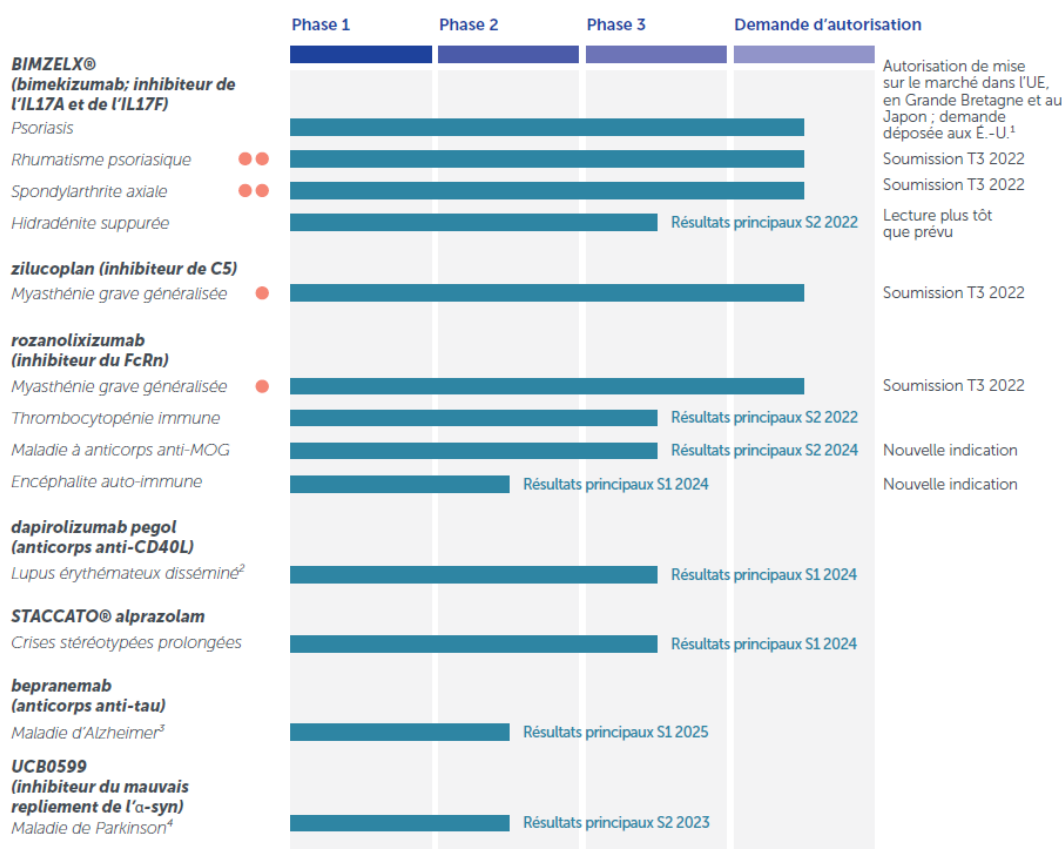 Phase 1 Phase 2 Phase 3 Demande d'autorisation
BIMZELX®
(bimekizumab; inhibiteur de
l'IL17A et de l'IL17F)
Psoriasis
Autorisation de mise
sur le marché dans l'UE,
en Grande Bretagne et au
Japon ; demande
déposée aux É.-U.¹
Rhumatisme psoriasique Soumission T3 2022
Spondylarthrite axiale Soumission T3 2022
Hidradénite suppurée Résultats principaux S2 2022 Lecture plus tôt
que prévu
zilucoplan (inhibiteur de C5)
Myasthénie grave généralisée Soumission T3 2022
rozanolixizumab
(inhibiteur du FcRn)
Myasthénie grave généralisée Soumission T3 2022
Thrombocytopénie immune Résultats principaux S2 2022
Maladie à anticorps anti-MOG Résultats principaux S2 2024 Nouvelle indication
Encéphalite auto-immune Résultats principaux S1 2024 Nouvelle indication
dapirolizumab pegol
(anticorps anti-CD40L)
Lupus érythémateux disséminé² Résultats principaux S1 2024
STACCATO® alprazolam
Crises stéréotypées prolongées Résultats principaux S1 2024
bepranemab
(anticorps anti-tau)
Maladie d'Alzheimer³ Résultats principaux S1 2025
UCB0599
(inhibiteur du mauvais
repliement de l'α-syn)
Maladie de Parkinson⁴ Résultats principaux S2 2023